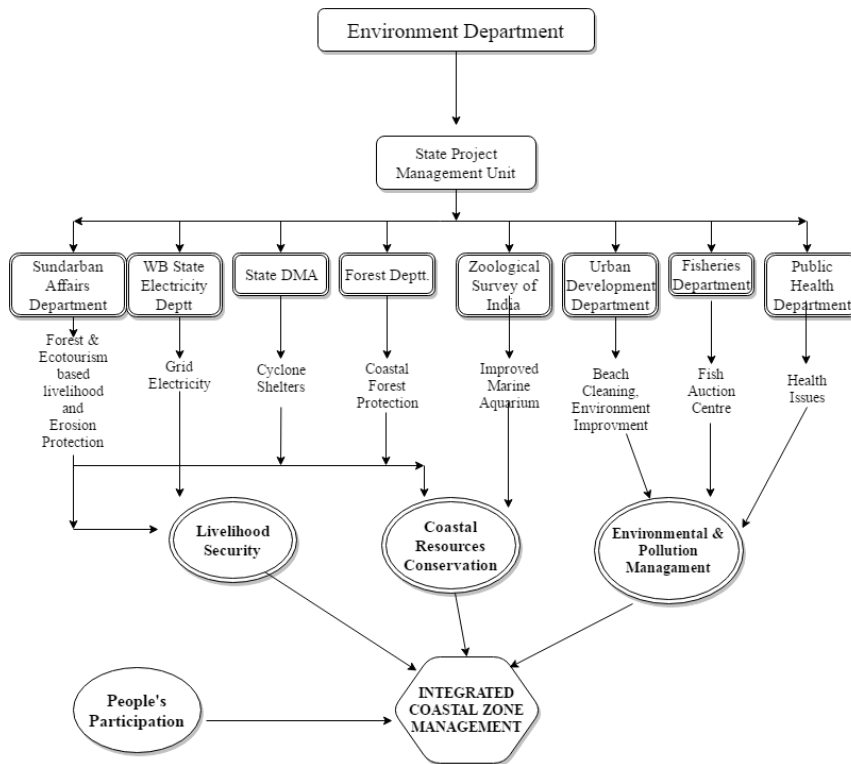 Environment Department
State Project
Management Unit
Sundarban
Affairs
Department
WB State
Electricity
Deptt
State DMA
Forest Deptt.
Zoological
Survey of
India
Urban
Development
Department
Fisheries
Department
Public
Health
Department
Forest &
Ecotourism
based
livelihood
and
Erosion
Protection
Grid
Electricity
Cyclone
Shelters
Coastal
Forest
Protection
Improved
Marine
Aquarium
Beach
Cleaning,
Environment
Improvment
Fish
Auction
Centre
Health
Issues
Livelihood
Security
Coastal
Resources
Conservation
Environmental &
Pollution
Managament
People's
Participation
INTEGRATED
COASTAL ZONE
MANAGEMENT